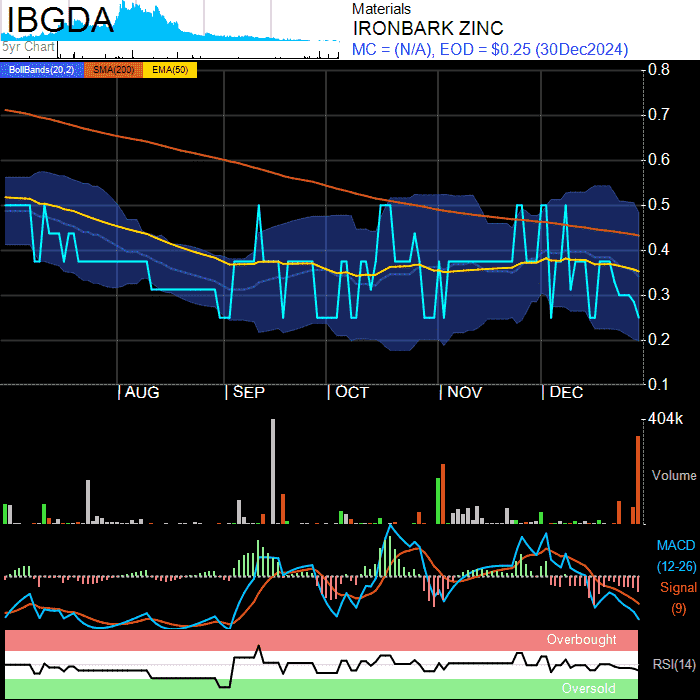 IBGDA
5yr Chart
Materials
IRONBARK ZINC
MC = (N/A), EOD = $0.25 (30Dec2024)
BollBands(20,2) SMA(200) EMA(50)
0.8
0.7
0.6
0.5
0.4
0.3
0.2
0.1
AUG SEP OCT NOV DEC
404k
Volume
MACD
(12-26)
Signal
(9)
Overbought
RSI(14)
Oversold